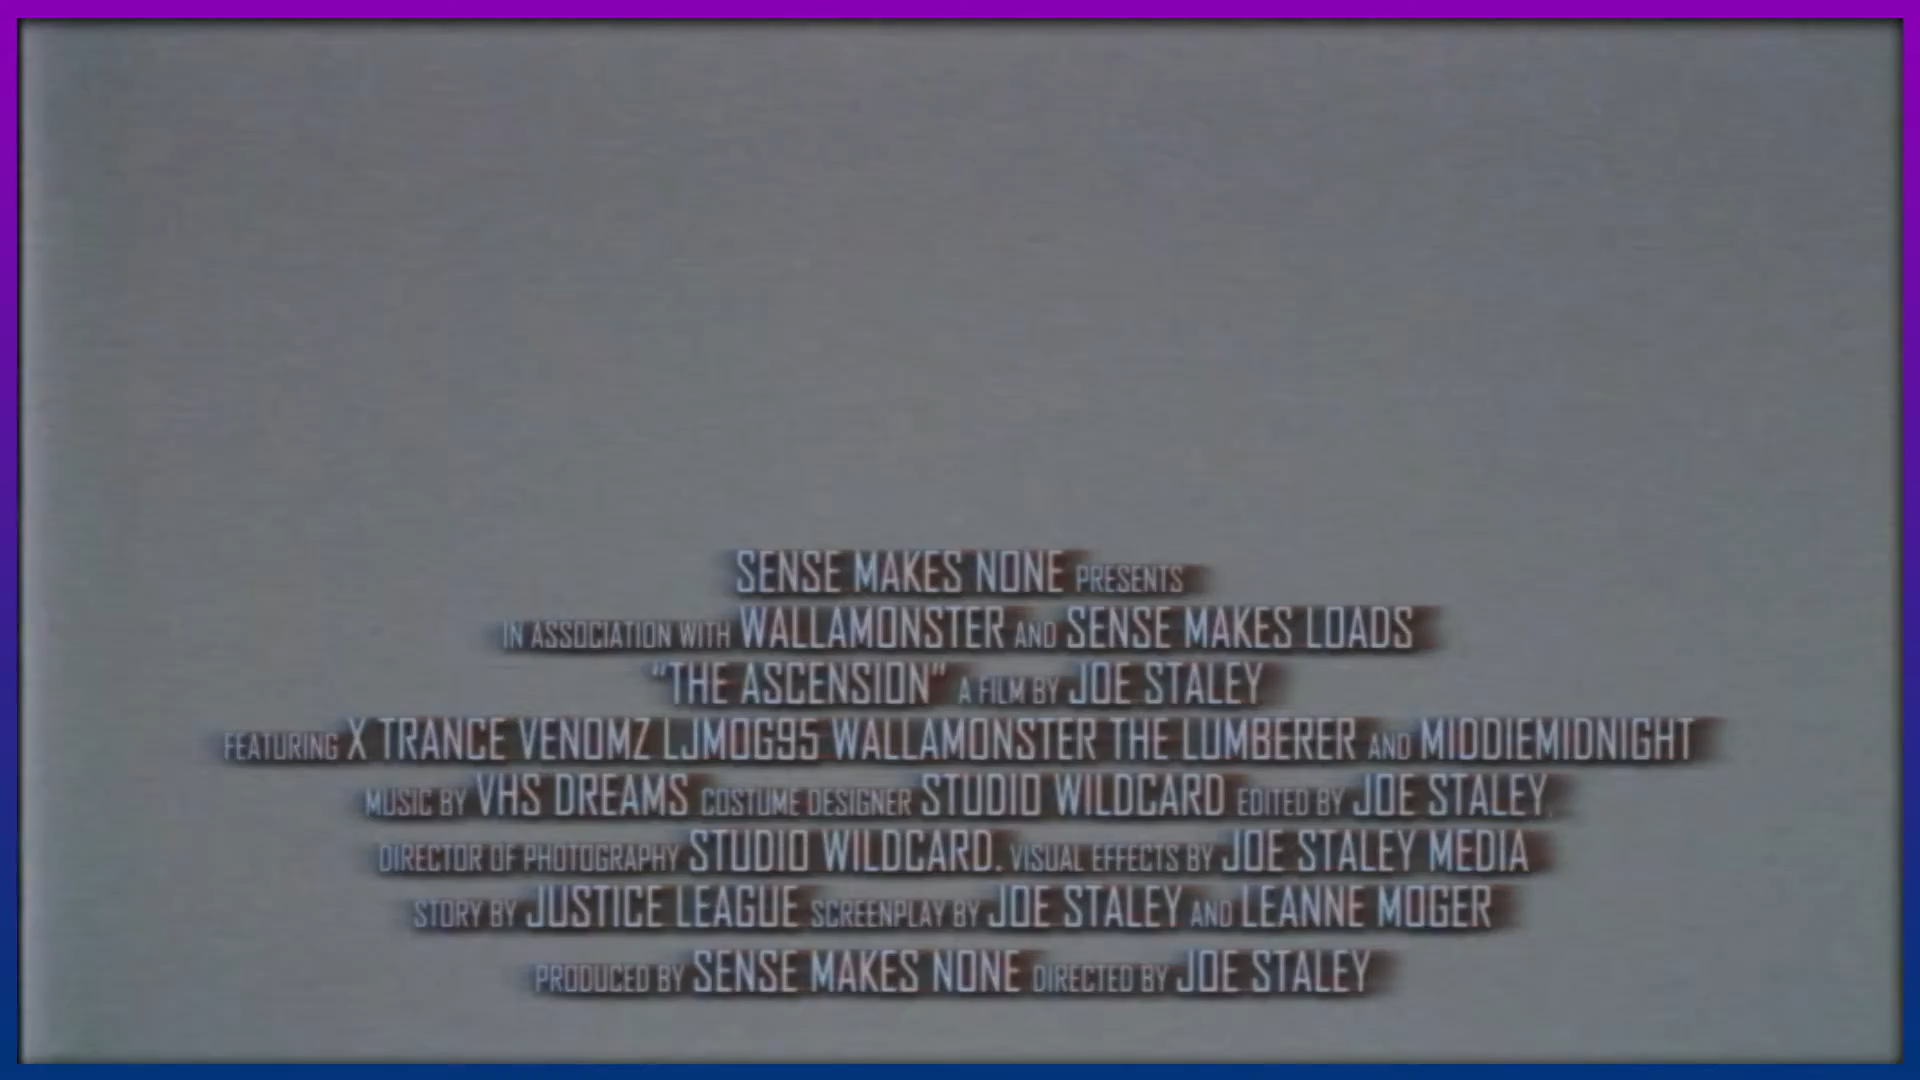 SENSE MAKES NONE PRESENTS
IN ASSOCIATION WITH WALLAMONSTER AND SENSE MAKES LOADS
“THE ASCENSION” A FILM BY JOE STALEY
FEATURING X TRANCE VENOMZ LJMOG95 WALLAMONSTER THE LUMBERER AND MIDDIEMIDNIGHT
MUSIC BY VHS DREAMS COSTUME DESIGNER STUDIO WILDCARD EDITED BY JOE STALEY.
DIRECTOR OF PHOTOGRAPHY STUDIO WILDCARD. VISUAL EFFECTS BY JOE STALEY MEDIA
STORY BY JUSTICE LEAGUE SCREENPLAY BY JOE STALEY AND LEANNE MOGER
PRODUCED BY SENSE MAKES NONE DIRECTED BY JOE STALEY